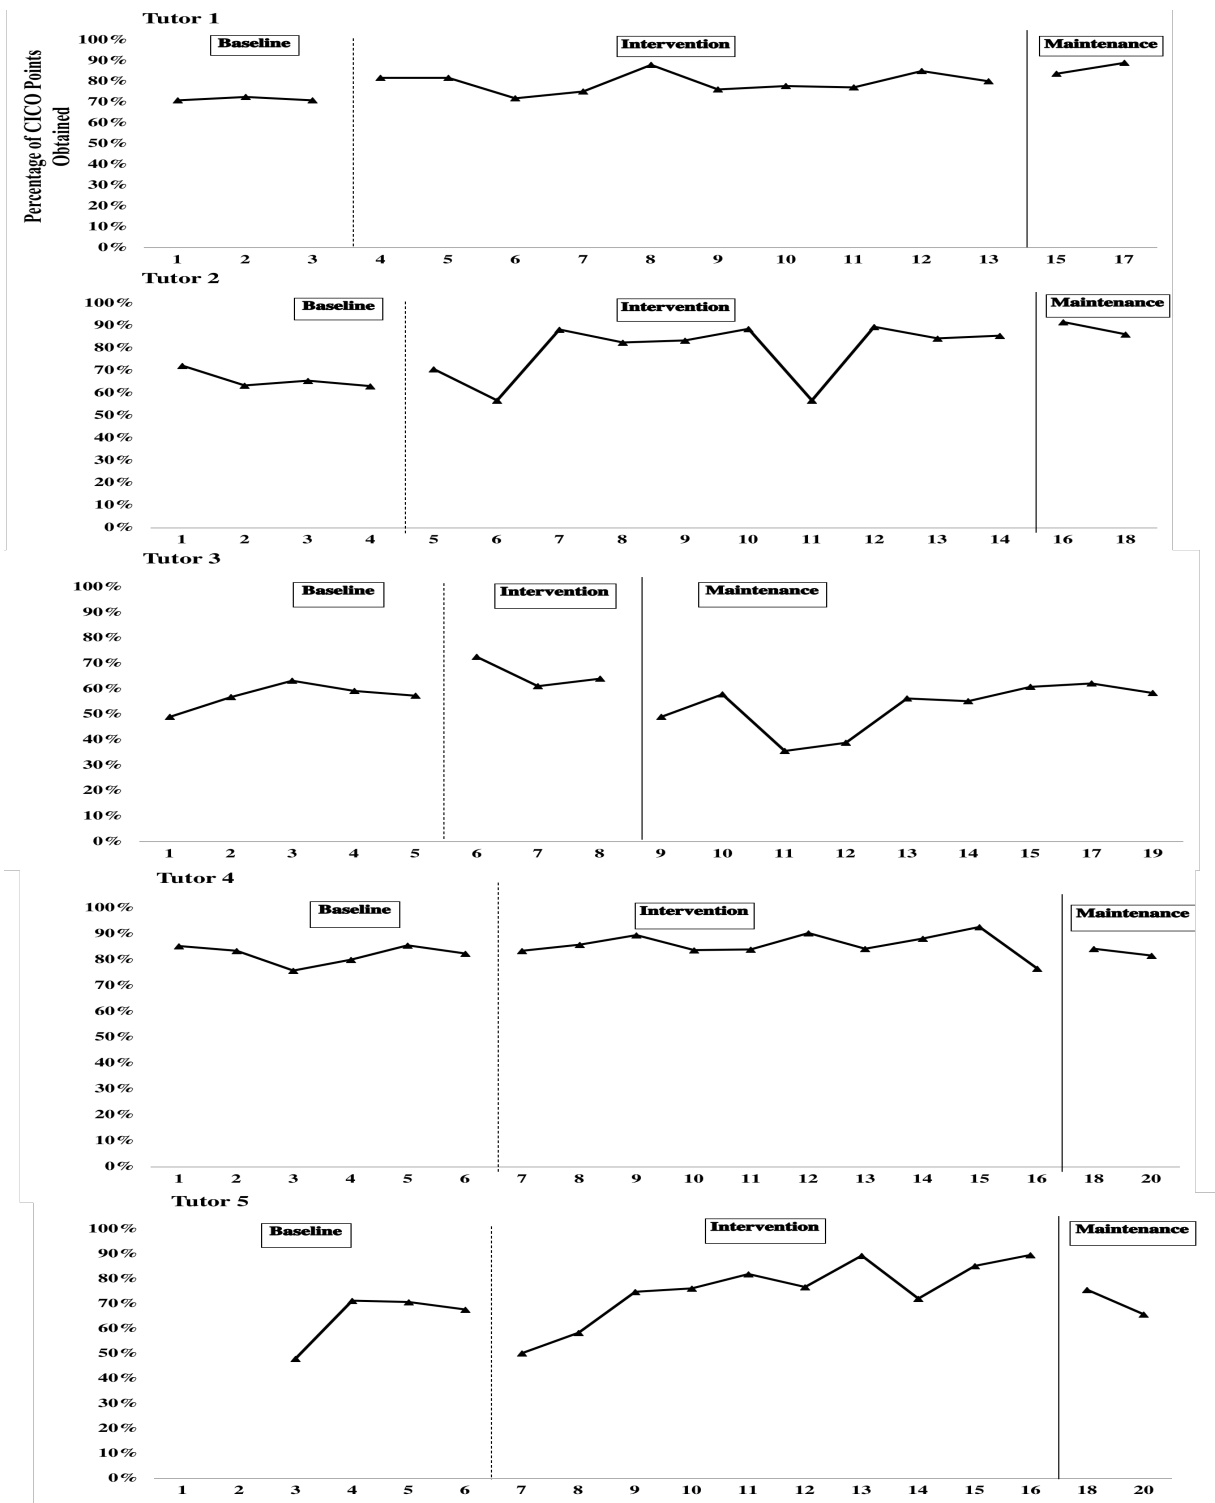 Tutor 1
Percentage of CICO Points
Obtained
Baseline
Intervention
Maintenance
100%
90%
80%
70%
60%
50%
40%
30%
20%
10%
0%
1 2 3 4 5 6 7 8 9 10 11 12 13 15 17
Tutor 2
Baseline
Intervention
Maintenance
100%
90%
80%
70%
60%
50%
40%
30%
20%
10%
0%
1 2 3 4 5 6 7 8 9 10 11 12 13 14 16 18
Tutor 3
Baseline
Intervention
Maintenance
100%
90%
80%
70%
60%
50%
40%
30%
20%
10%
0%
1 2 3 4 5 6 7 8 9 10 11 12 13 14 15 17 19
Tutor 4
Baseline
Intervention
Maintenance
100%
90%
80%
70%
60%
50%
40%
30%
20%
10%
0%
1 2 3 4 5 6 7 8 9 10 11 12 13 14 15 16 18 20
Tutor 5
Baseline
Intervention
Maintenance
100%
90%
80%
70%
60%
50%
40%
30%
20%
10%
0%
1 2 3 4 5 6 7 8 9 10 11 12 13 14 15 16 18 20